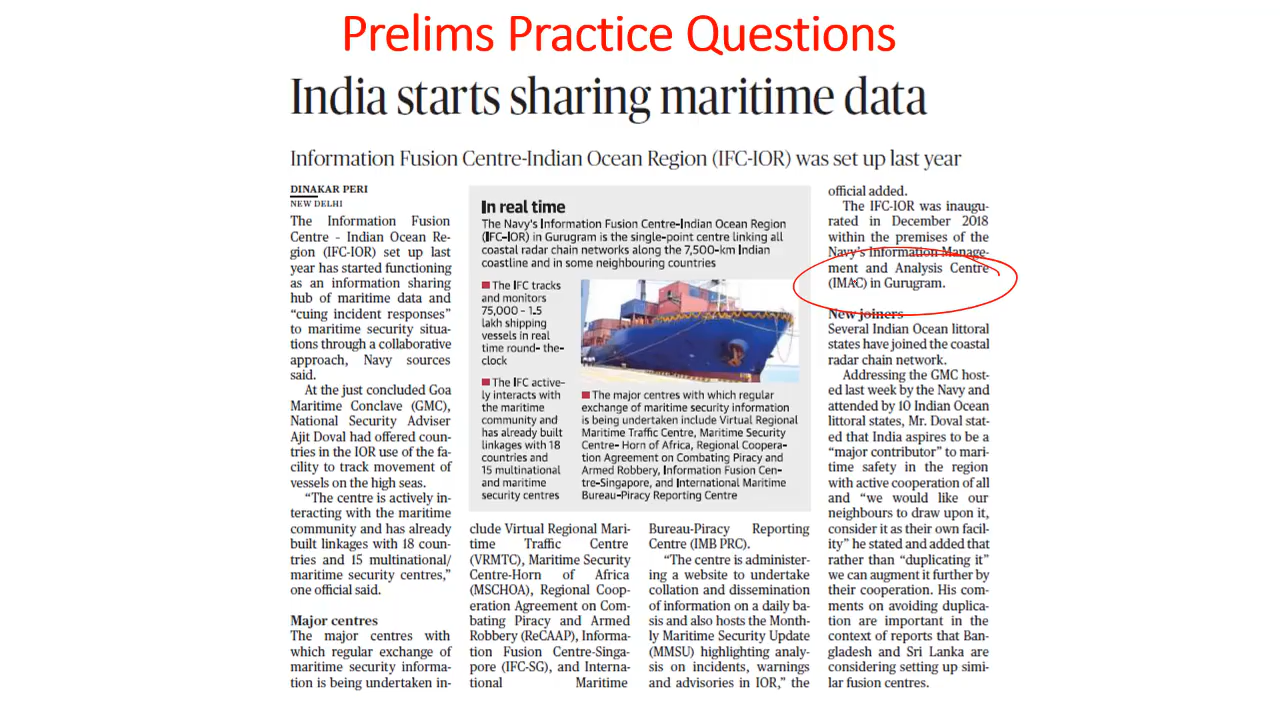 Prelims Practice Questions
India starts sharing maritime data
Information Fusion Centre-Indian Ocean Region (IFC-IOR) was set up last year
DINAKAR PERI
NEW DELHI
The Information Fusion
Centre - Indian Ocean Re-
gion (IFC-IOR) set up last
year has started functioning
as an information sharing
hub of maritime data and
“cuing incident responses”
to maritime security situa-
tions through a collaborative
approach, Navy sources
said.
At the just concluded Goa
Maritime Conclave (GMC),
National Security Adviser
Ajit Doval had offered coun-
tries in the IOR use of the fa-
cility to track movement of
vessels on the high seas.
“The centre is actively in-
teracting with the maritime
community and has already
built linkages with 18 coun-
tries and 15 multinational/
maritime security centres,”
one official said.
Major centres
The major centres with
which regular exchange of
maritime security informa-
tion is being undertaken in-
In real time
The Navy's Information Fusion Centre-Indian Ocean Region
(IFC-IOR) in Gurugram is the single-point centre linking all
coastal radar chain networks along the 7,500-km Indian
coastline and in some neighbouring countries
The IFC tracks
and monitors
75,000 - 1.5
lakh shipping
vessels in real
time round- the-
clock
The IFC active-
ly interacts with
the maritime
community and
has already built
linkages with 18
countries and
15 multinational
and maritime
security centres
The major centres with which regular
exchange of maritime security information
is being undertaken include Virtual Regional
Maritime Traffic Centre, Maritime Security
Centre- Horn of Africa, Regional Coopera-
tion Agreement on Combating Piracy and
Armed Robbery, Information Fusion Cen-
tre-Singapore, and International Maritime
Bureau-Piracy Reporting Centre
clude Virtual Regional Mari-
time Traffic Centre
(VRMTC), Maritime Security
Centre-Horn of Africa
(MSCHOA), Regional Coop-
eration Agreement on Com-
bating Piracy and Armed
Robbery (ReCAAP), Informa-
tion Fusion Centre-Singa-
pore (IFC-SG), and Interna-
tional Maritime
Bureau-Piracy Reporting
Centre (IMB PRC).
“The centre is administer-
ing a website to undertake
collation and dissemination
of information on a daily ba-
sis and also hosts the Month-
ly Maritime Security Update
(MMSU) highlighting analy-
sis on incidents, warnings
and advisories in IOR,” the
official added.
The IFC-IOR was inaugu-
rated in December 2018
within the premises of the
Navy's Information Manage-
ment and Analysis Centre
(IMAC) in Gurugram.
New joiners
Several Indian Ocean littoral
states have joined the coastal
radar chain network.
Addressing the GMC host-
ed last week by the Navy and
attended by 10 Indian Ocean
littoral states, Mr. Doval stat-
ed that India aspires to be a
“major contributor” to mari-
time safety in the region
with active cooperation of all
and “we would like our
neighbours to draw upon it,
consider it as their own facil-
ity” he stated and added that
rather than “duplicating it”
we can augment it further by
their cooperation. His com-
ments on avoiding duplica-
tion are important in the
context of reports that Ban-
gladesh and Sri Lanka are
considering setting up simi-
lar fusion centres.